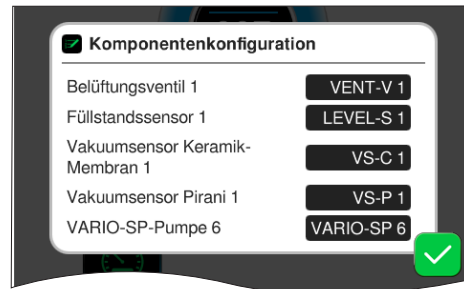 Komponentenkonfiguration
Belüftungsventil 1 VENT-V 1
Füllstandssensor 1 LEVEL-S 1
Vakuumsensor Keramik-
Membran 1 VS-C 1
Vakuumsensor Pirani 1 VS-P 1
VARIO-SP-Pumpe 6 VARIO-SP 6